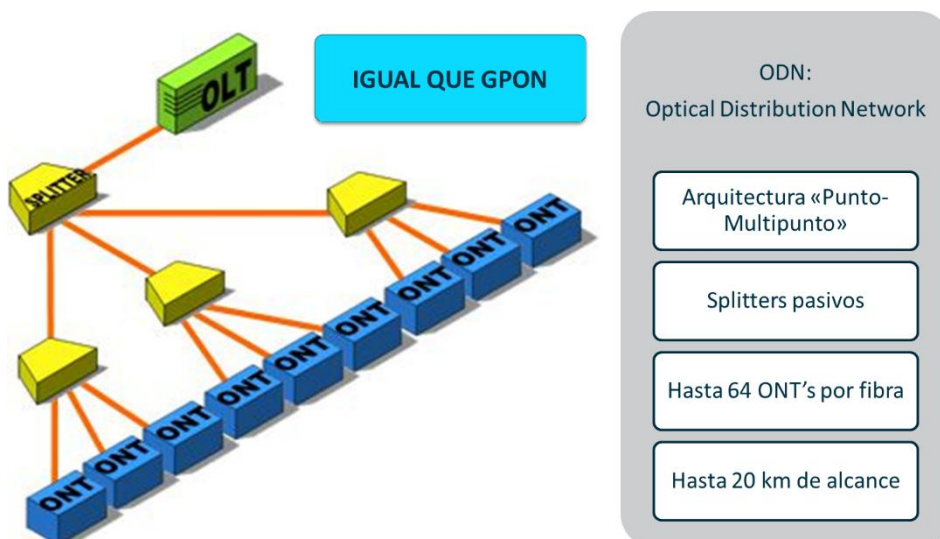 OLT
IGUAL QUE GPON
SPLITTER
ONT
ONT
ONT
ONT
ONT
ONT
ONT
ONT
ONT
ODN:
Optical Distribution Network
Arquitectura «Punto-
Multipunto»
Splitters pasivos
Hasta 64 ONT’s por fibra
Hasta 20 km de alcance